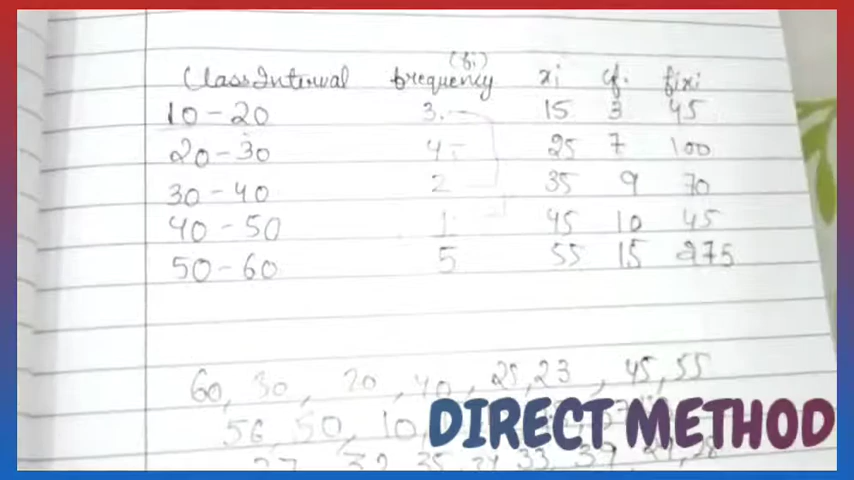 (fi)
Class Interval frequency xi cf. fixi
10-20 3. 15 3 45
20-30 4 25 7 100
30-40 2 35 9 70
40-50 1 45 10 45
50-60 5 55 15 275
60, 30, 20, 40, 25, 23, 45, 55
56, 50, 10,
DIRECT METHOD
35, 33,